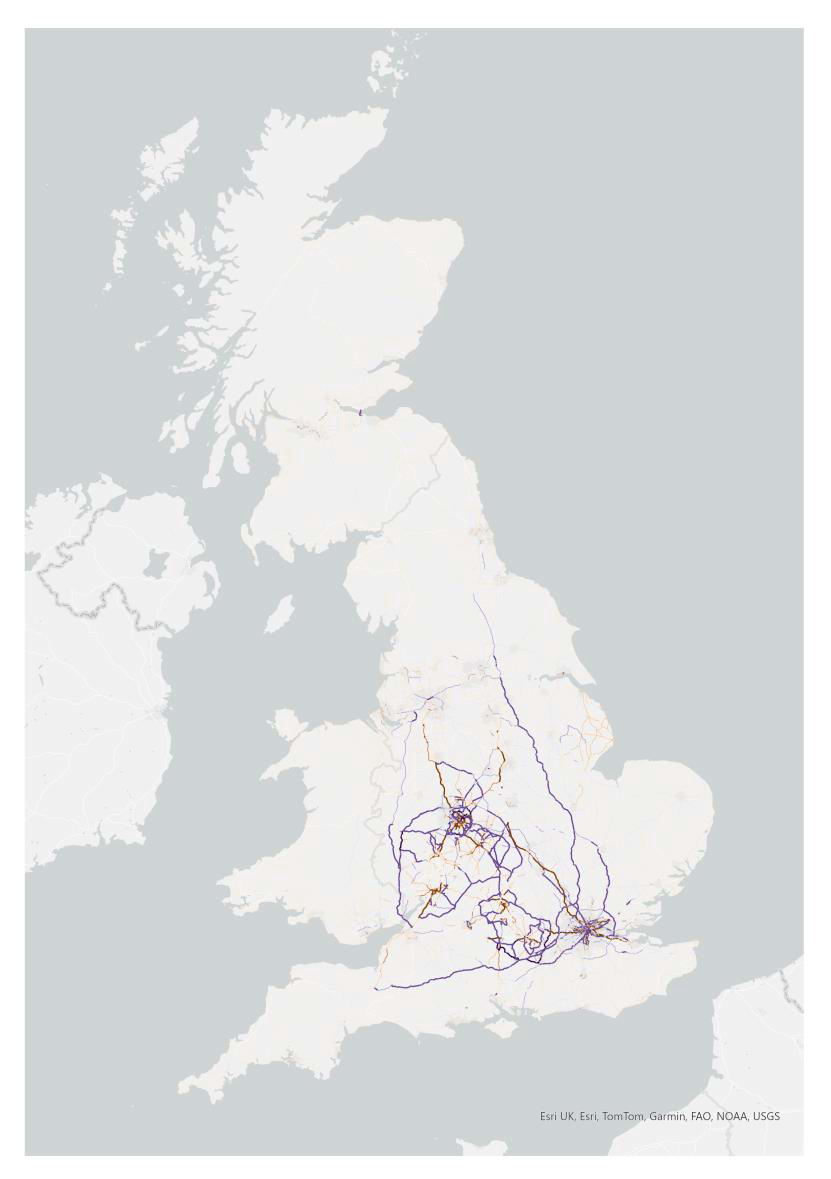 Esri UK, Esri, TomTom, Garmin, FAO, NOAA, USGS